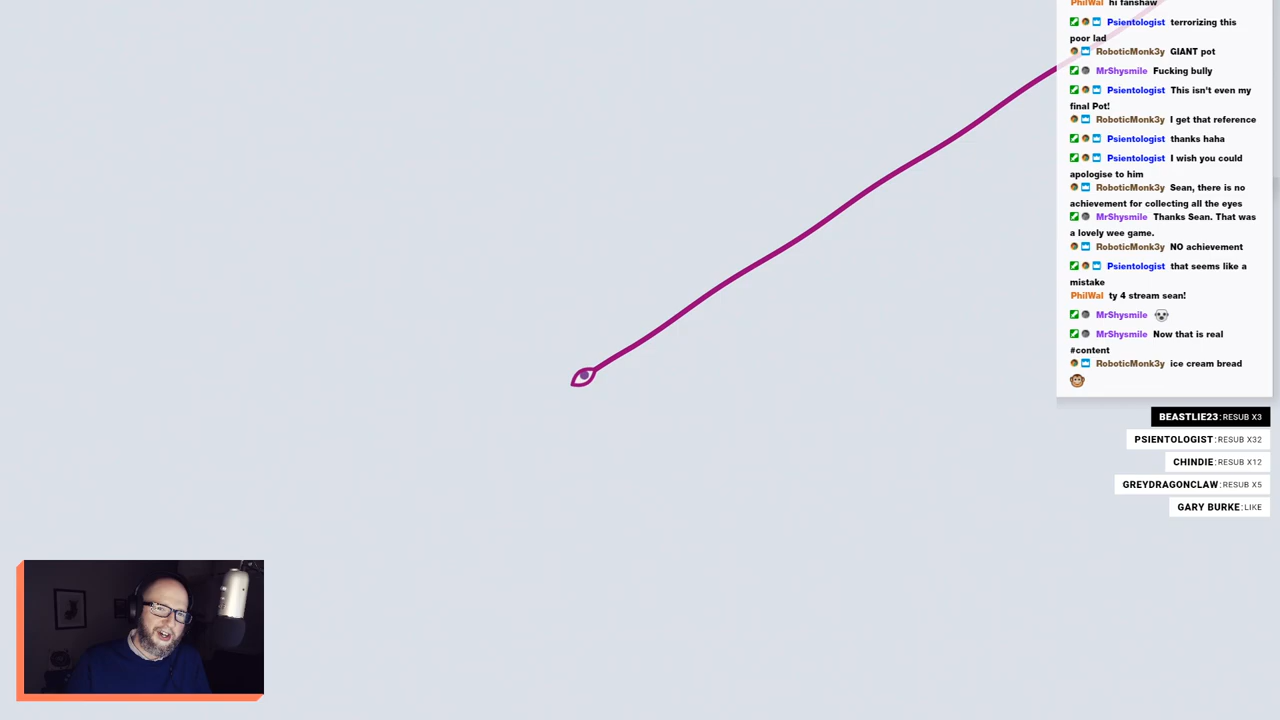 PhilWal hi fanshaw
Psientologist terrorizing this
poor lad
RoboticMonk3y GIANT pot
MrShysmile Fucking bully
Psientologist This isn't even my
final Pot!
RoboticMonk3y I get that reference
Psientologist thanks haha
Psientologist I wish you could
apologise to him
RoboticMonk3y Sean, there is no
achievement for collecting all the eyes
MrShysmile Thanks Sean. That was
a lovely wee game.
RoboticMonk3y NO achievement
Psientologist that seems like a
mistake
PhilWal ty 4 stream sean!
MrShysmile
MrShysmile Now that is real
#content
RoboticMonk3y ice cream bread
BEASTLIE23:RESUB X3
PSIENTOLOGIST:RESUB X32
CHINDIE:RESUB X12
GREYDRAGONCLAW:RESUB X5
GARY BURKE:LIKE